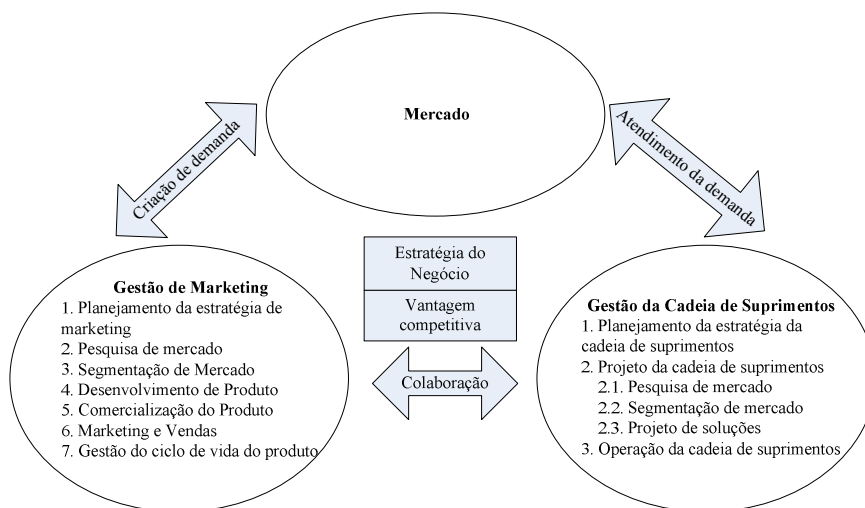 Mercado
Criação de demanda
Atendimento da demanda
Estratégia do
Negócio
Vantagem
competitiva
Colaboração
Gestão de Marketing
1. Planejamento da estratégia de
marketing
2. Pesquisa de mercado
3. Segmentação de Mercado
4. Desenvolvimento de Produto
5. Comercialização do Produto
6. Marketing e Vendas
7. Gestão do ciclo de vida do produto
Gestão da Cadeia de Suprimentos
1. Planejamento da estratégia da
cadeia de suprimentos
2. Projeto da cadeia de suprimentos
2.1. Pesquisa de mercado
2.2. Segmentação de mercado
2.3. Projeto de soluções
3. Operação da cadeia de suprimentos